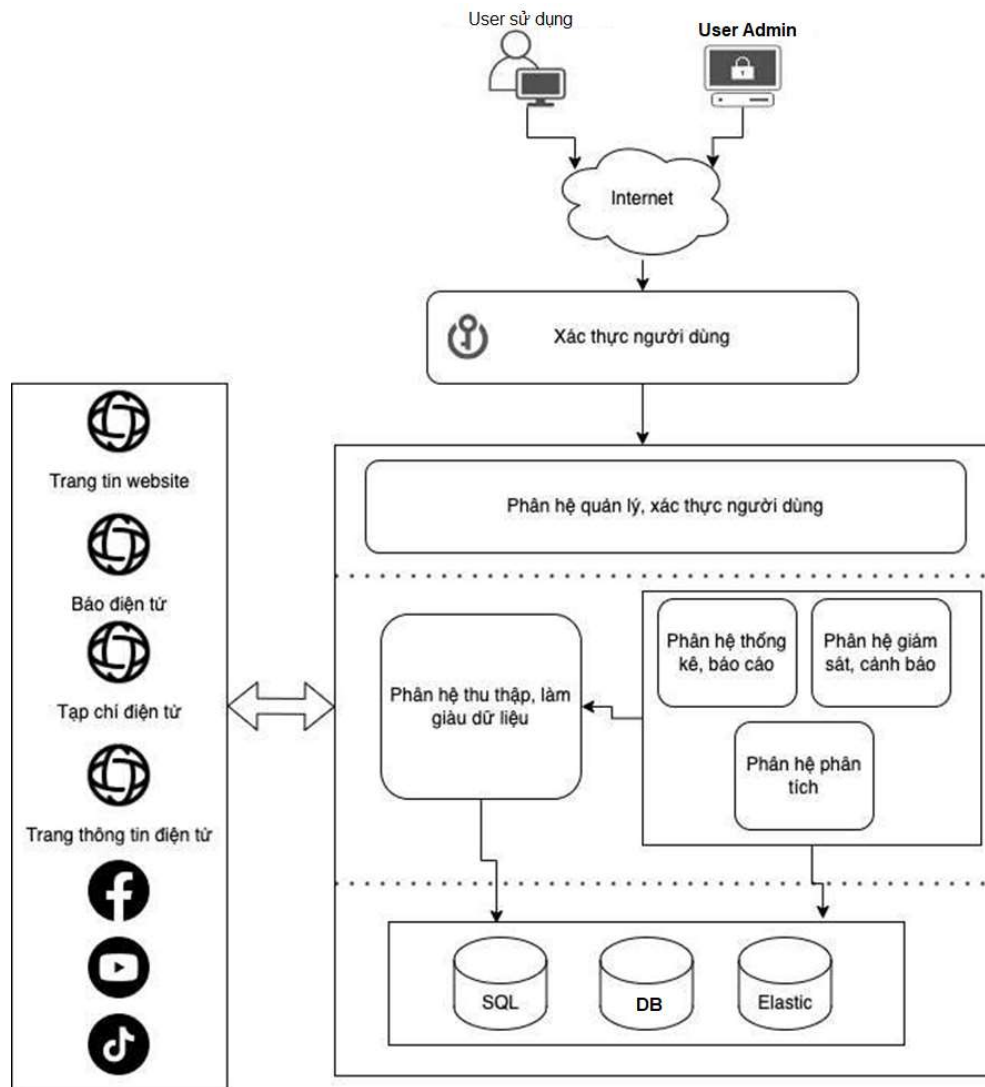 User sử dụng
User Admin
Internet
Xác thực người dùng
Trang tin website
Báo điện tử
Tạp chí điện tử
Trang thông tin điện tử
Phân hệ quản lý, xác thực người dùng
Phân hệ thu thập, làm
giàu dữ liệu
Phân hệ thống
kê, báo cáo
Phân hệ giám
sát, cảnh báo
Phân hệ phân
tích
SQL
DB
Elastic